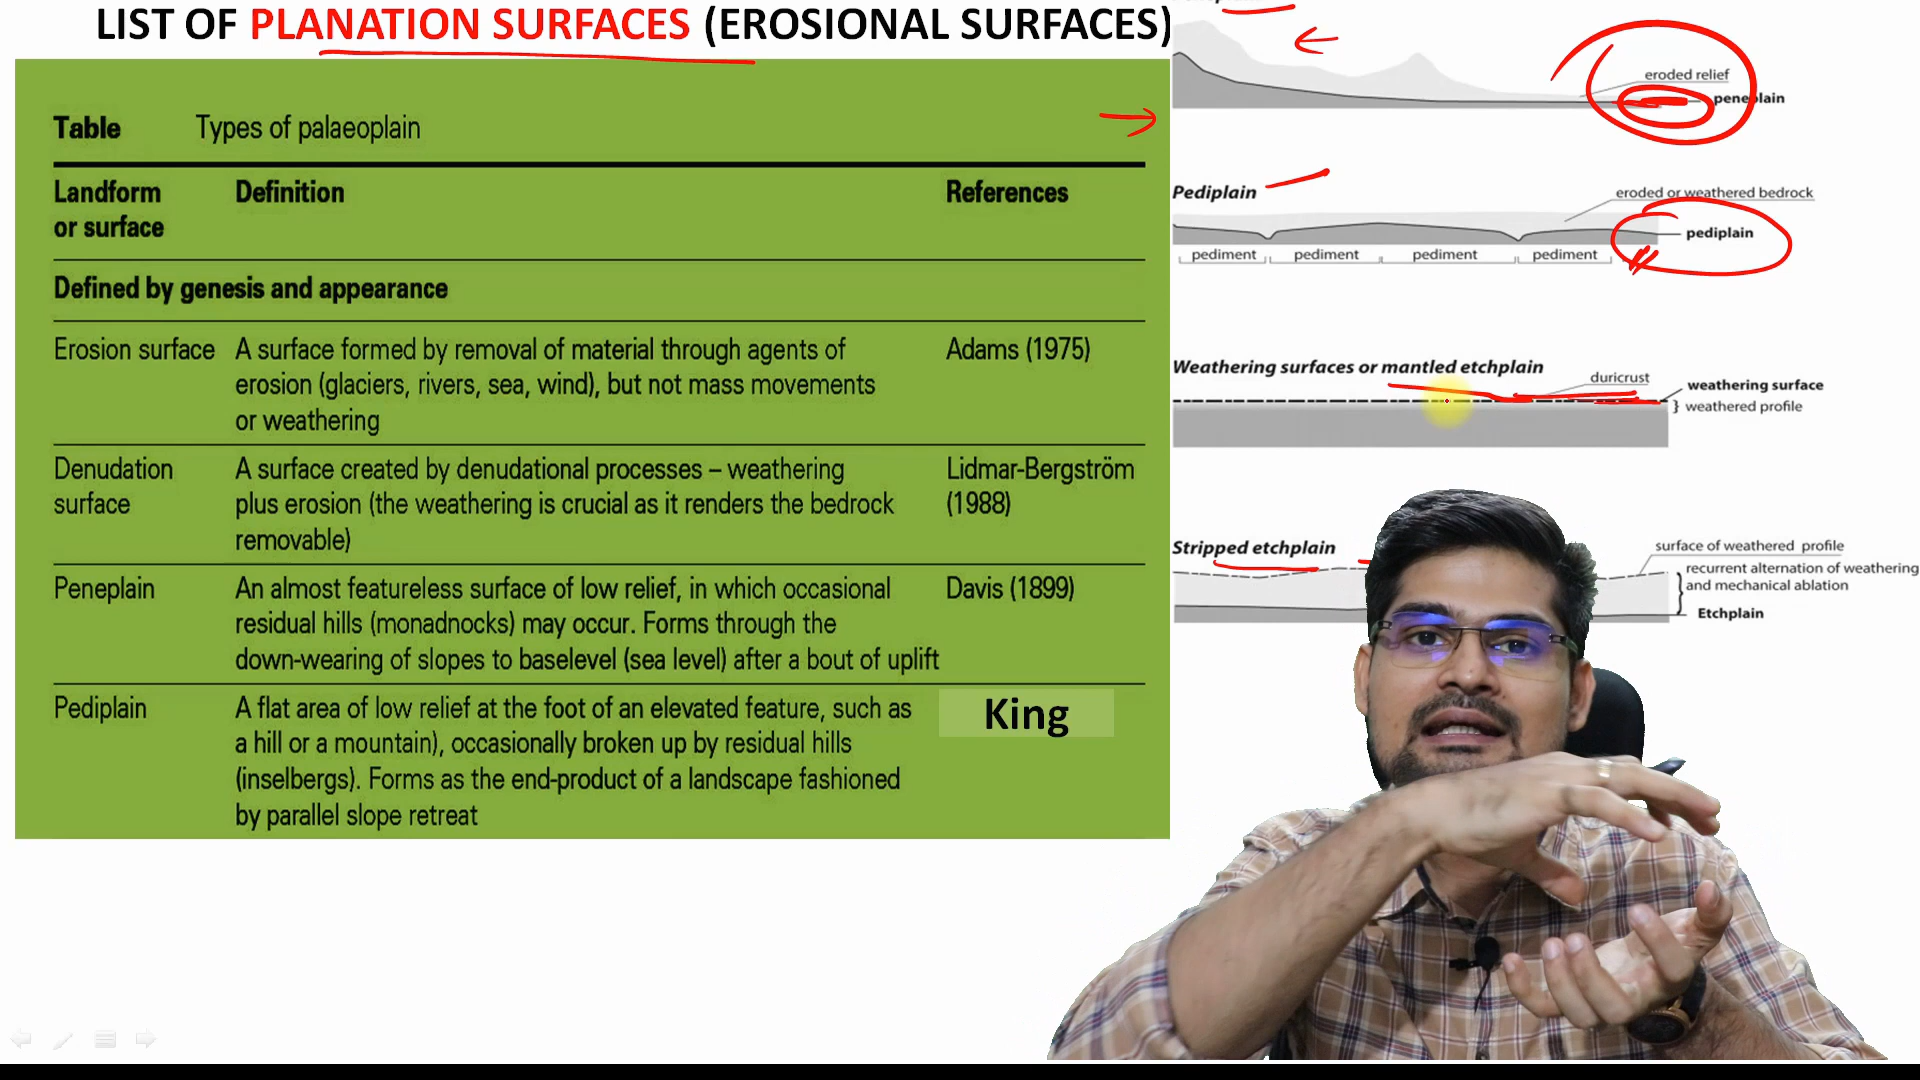 LIST OF PLANATION SURFACES (EROSIONAL SURFACES)
Table Types of palaeoplain
Landform or surface Definition References
Defined by genesis and appearance
Erosion surface A surface formed by removal of material through agents of Adams (1975)
erosion (glaciers, rivers, sea, wind), but not mass movements
or weathering
Denudation A surface created by denudational processes – weathering Lidmar-Bergström
surface plus erosion (the weathering is crucial as it renders the bedrock (1988)
removable)
Peneplain An almost featureless surface of low relief, in which occasional Davis (1899)
residual hills (monadnocks) may occur. Forms through the
down-wearing of slopes to baselevel (sea level) after a bout of uplift
Pediplain A flat area of low relief at the foot of an elevated feature, such as King
a hill or a mountain), occasionally broken up by residual hills
(inselbergs). Forms as the end-product of a landscape fashioned
by parallel slope retreat
eroded relief
peneplain
Pediplain
eroded or weathered bedrock
pediplain
pediment pediment pediment pediment
Weathering surfaces or mantled etchplain
duricrust
weathering surface
} weathered profile
Stripped etchplain
surface of weathered profile
recurrent alternation of weathering
and mechanical ablation
Etchplain